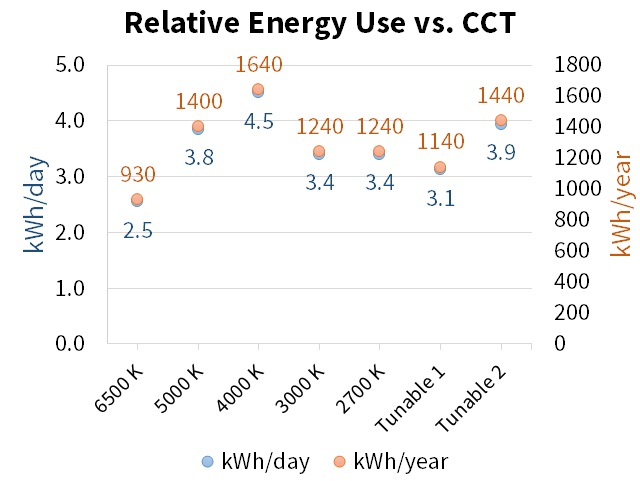 Relative Energy Use vs. CCT
kWh/day
5.0
4.0
3.0
2.0
1.0
0.0
930
1400
1640
1240
1240
1140
1440
2.5
3.8
4.5
3.4
3.4
3.1
3.9
1800
1600
1400
1200
1000
800
600
400
200
0
kWh/year
6500 K
5000 K
4000 K
3000 K
2700 K
Tunable 1
Tunable 2
kWh/day
kWh/year